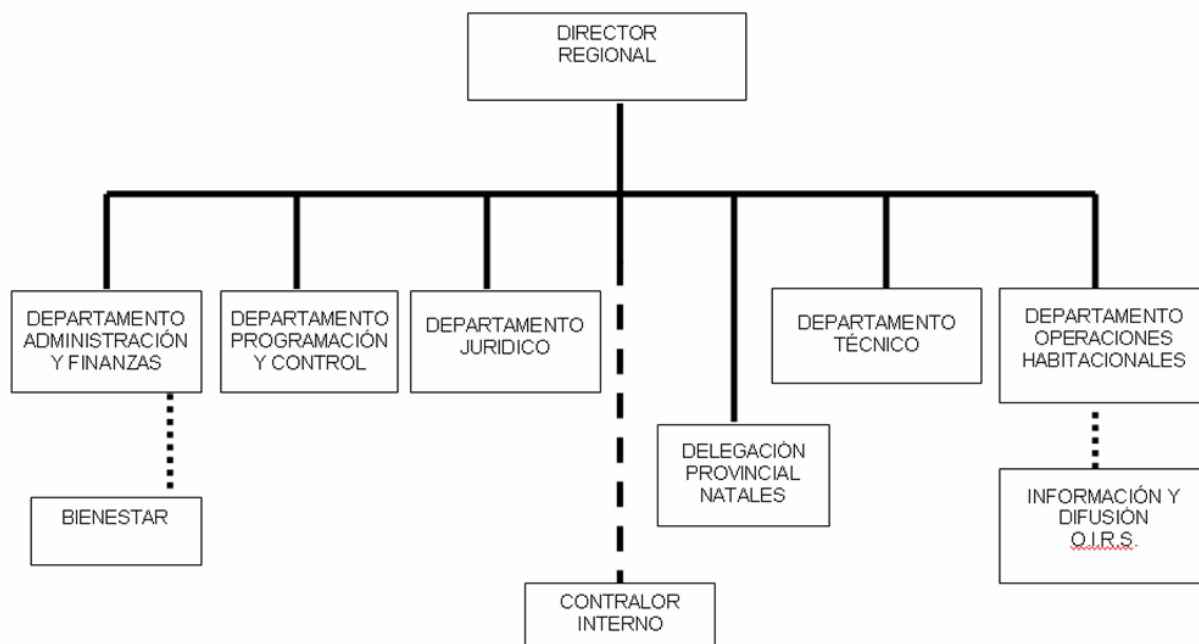 DIRECTOR
REGIONAL
DEPARTAMENTO
ADMINISTRACIÓN
Y FINANZAS
DEPARTAMENTO
PROGRAMACIÓN
Y CONTROL
DEPARTAMENTO
JURIDICO
DEPARTAMENTO
TÉCNICO
DEPARTAMENTO
OPERACIONES
HABITACIONALES
DELEGACIÓN
PROVINCIAL
NATALES
BIENESTAR
INFORMACIÓN Y
DIFUSIÓN
O.I.R.S.
CONTRALOR
INTERNO